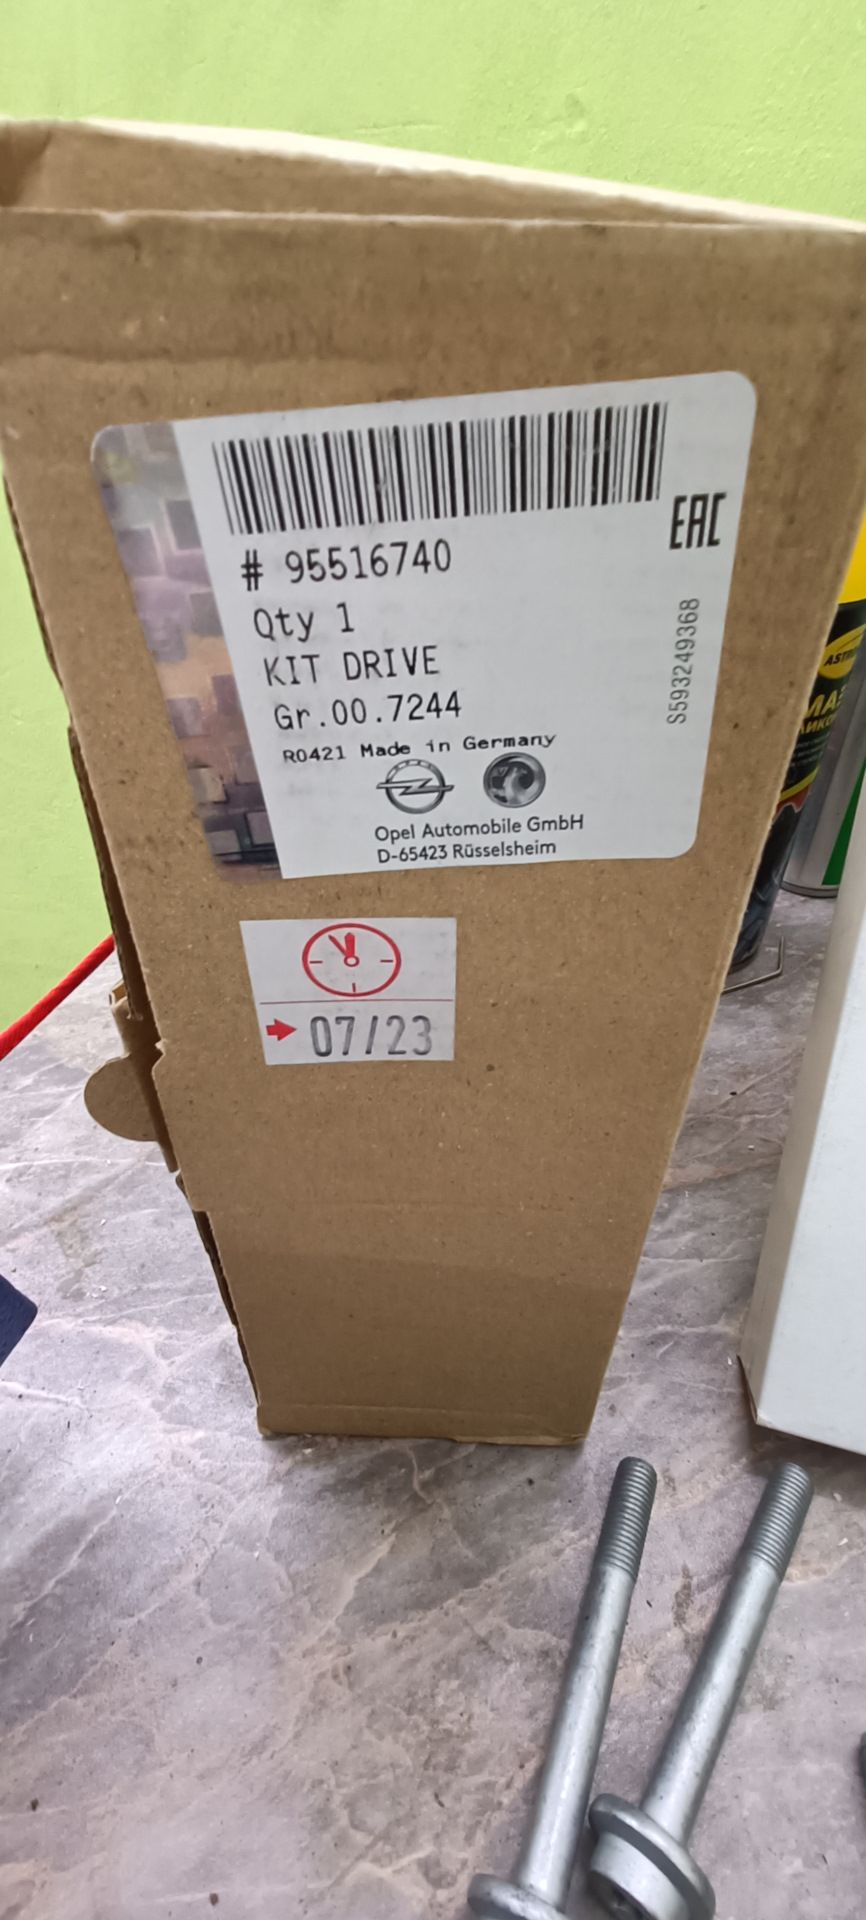 # 95516740
EAC
Qty 1
KIT DRIVE
Gr.00.7244
S593249368
R0421 Made in Germany
Opel Automobile GmbH
D-65423 Rüsselsheim
07/23